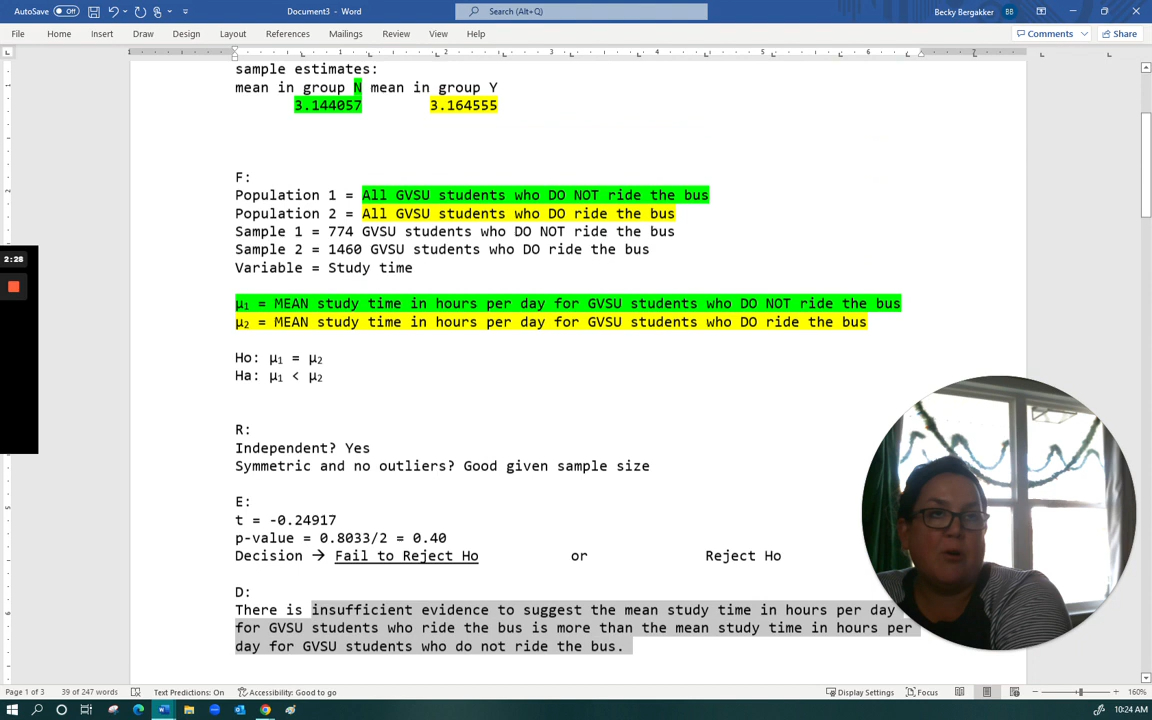 AutoSave Off Document3 - Word Search (Alt+Q) Becky Bergakker BB
File Home Insert Draw Design Layout References Mailings Review View Help Comments Share
1 1 2 3 4 5 6 7
sample estimates:
mean in group N mean in group Y
3.144057 3.164555
F:
Population 1 = All GVSU students who DO NOT ride the bus
Population 2 = All GVSU students who DO ride the bus
Sample 1 = 774 GVSU students who DO NOT ride the bus
Sample 2 = 1460 GVSU students who DO ride the bus
Variable = Study time
2:28
μ₁ = MEAN study time in hours per day for GVSU students who DO NOT ride the bus
μ₂ = MEAN study time in hours per day for GVSU students who DO ride the bus
Ho: μ₁ = μ₂
Ha: μ₁ < μ₂
R:
Independent? Yes
Symmetric and no outliers? Good given sample size
E:
t = -0.24917
p-value = 0.8033/2 = 0.40
Decision → Fail to Reject Ho or Reject Ho
D:
There is insufficient evidence to suggest the mean study time in hours per day
for GVSU students who ride the bus is more than the mean study time in hours per
day for GVSU students who do not ride the bus.
Page 1 of 3 39 of 247 words Text Predictions: On Accessibility: Good to go Display Settings Focus 160%
10:24 AM